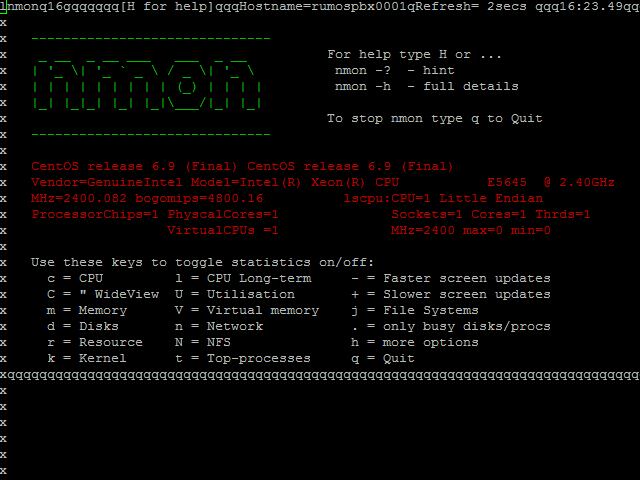 lnmonq16gqqqqqq[H for help]qqqHostname=rumospbx0001qRefresh= 2secs qqq16:23.49qq
x
x   ------------------------------
x    _ __  _ __ ___   ___  _ __          For help type H or ...
x   | '_ \| '_ ` _ \ / _ \| '_ \          nmon -?  - hint
x   | | | | | | | | | (_) | | | |         nmon -h  - full details
x   |_| |_|_| |_| |_|\___/|_| |_|
x                                        To stop nmon type q to Quit
x   ------------------------------
x
x   CentOS release 6.9 (Final) CentOS release 6.9 (Final)
x   Vendor=GenuineIntel Model=Intel(R) Xeon(R) CPU           E5645  @ 2.40GHz
x   MHz=2400.082 bogomips=4800.16          lscpu:CPU=1 Little Endian
x   ProcessorChips=1 PhyscalCores=1              Sockets=1 Cores=1 Thrds=1
x                    VirtualCPUs =1              MHz=2400 max=0 min=0
x
x   Use these keys to toggle statistics on/off:
x     c = CPU         l = CPU Long-term     - = Faster screen updates
x     C = " WideView  U = Utilisation       + = Slower screen updates
x     m = Memory      V = Virtual memory    j = File Systems
x     d = Disks       n = Network           . = only busy disks/procs
x     r = Resource    N = NFS               h = more options
x     k = Kernel      t = Top-processes     q = Quit
xqqqqqqqqqqqqqqqqqqqqqqqqqqqqqqqqqqqqqqqqqqqqqqqqqqqqqqqqqqqqqqqqqqqqqqqqqqqqqqq
x
x
x
x
x
x